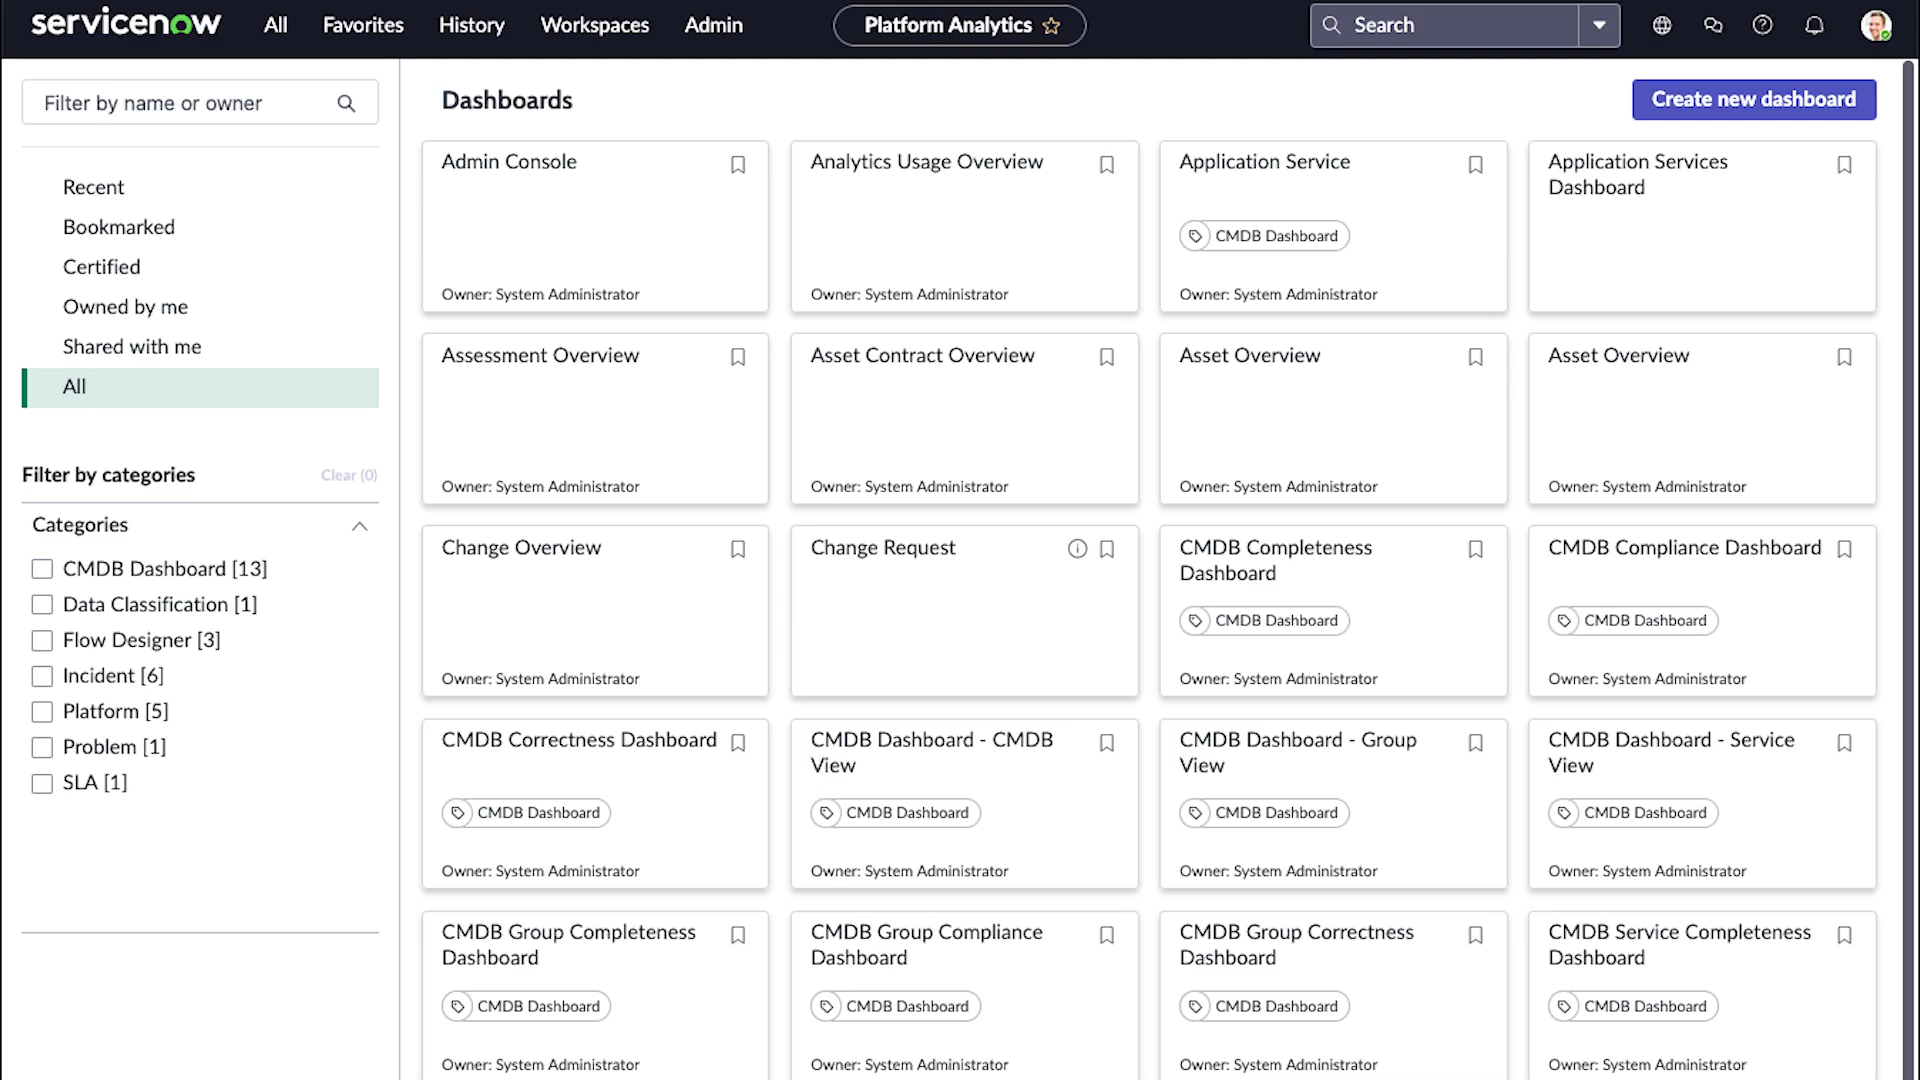 servicenow All Favorites History Workspaces Admin Platform Analytics Search
Filter by name or owner
Recent
Bookmarked
Certified
Owned by me
Shared with me
All
Filter by categories Clear (0)
Categories
CMDB Dashboard [13]
Data Classification [1]
Flow Designer [3]
Incident [6]
Platform [5]
Problem [1]
SLA [1]
Dashboards
Create new dashboard
Admin Console
Owner: System Administrator
Analytics Usage Overview
Owner: System Administrator
Application Service
CMDB Dashboard
Owner: System Administrator
Application Services
Dashboard
Assessment Overview
Owner: System Administrator
Asset Contract Overview
Owner: System Administrator
Asset Overview
Owner: System Administrator
Asset Overview
Owner: System Administrator
Change Overview
Owner: System Administrator
Change Request
CMDB Completeness
Dashboard
CMDB Dashboard
Owner: System Administrator
CMDB Compliance Dashboard
CMDB Dashboard
Owner: System Administrator
CMDB Correctness Dashboard
CMDB Dashboard
Owner: System Administrator
CMDB Dashboard - CMDB
View
CMDB Dashboard
Owner: System Administrator
CMDB Dashboard - Group
View
CMDB Dashboard
Owner: System Administrator
CMDB Dashboard - Service
View
CMDB Dashboard
Owner: System Administrator
CMDB Group Completeness
Dashboard
CMDB Dashboard
Owner: System Administrator
CMDB Group Compliance
Dashboard
CMDB Dashboard
Owner: System Administrator
CMDB Group Correctness
Dashboard
CMDB Dashboard
Owner: System Administrator
CMDB Service Completeness
Dashboard
CMDB Dashboard
Owner: System Administrator